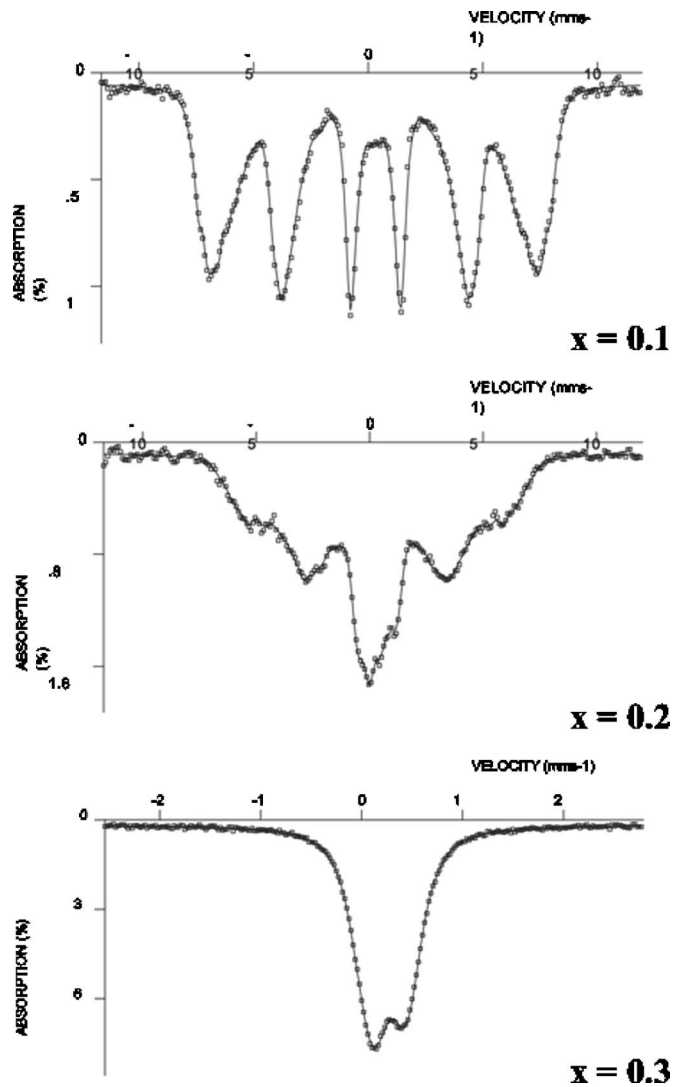 VELOCITY (mms-
1)
- - 0
0 10 5 5 10
.5
1
ABSORPTION
(%)
x = 0.1
VELOCITY (mms-
1)
- - 0
0 10 5 5 10
.8
1.6
ABSORPTION
(%)
x = 0.2
VELOCITY (mms-1)
-2 -1 0 1 2
0
3
6
ABSORPTION (%)
x = 0.3